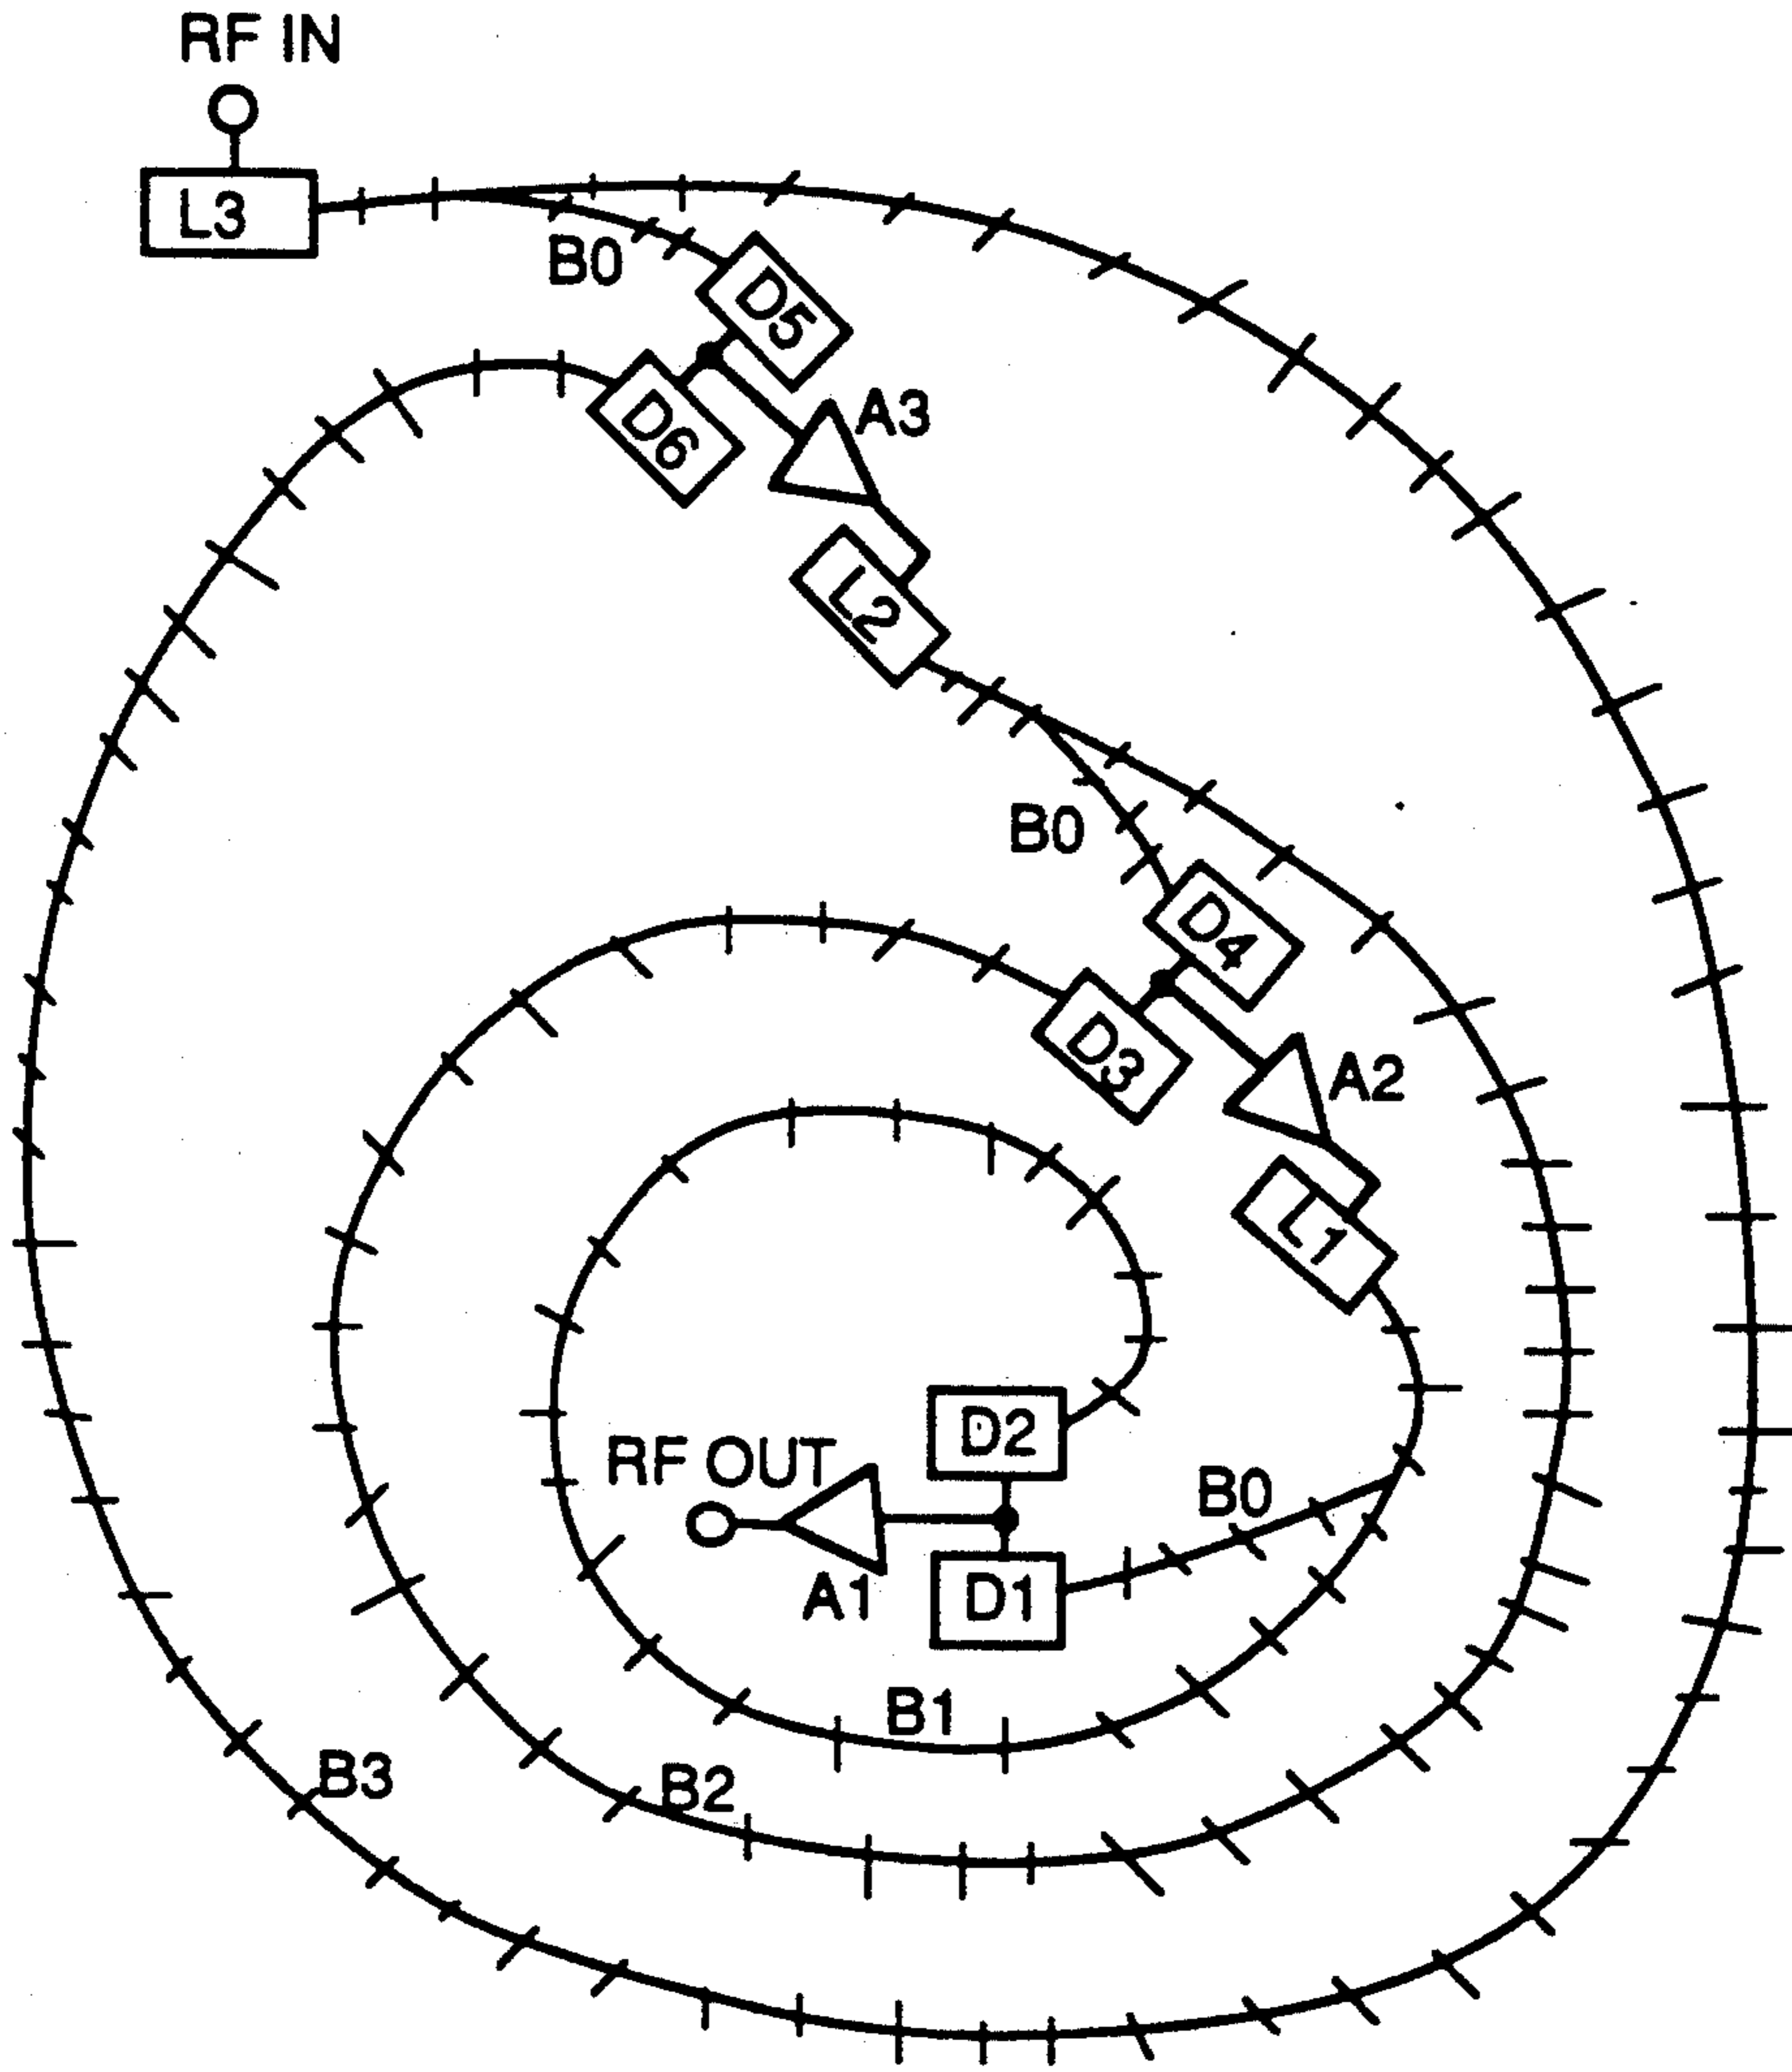 RF IN
L3
B0
D5
D6
A3
L2
B0
D4
D3
A2
L1
D2
RF OUT
B0
A1
D1
B1
B3
B2